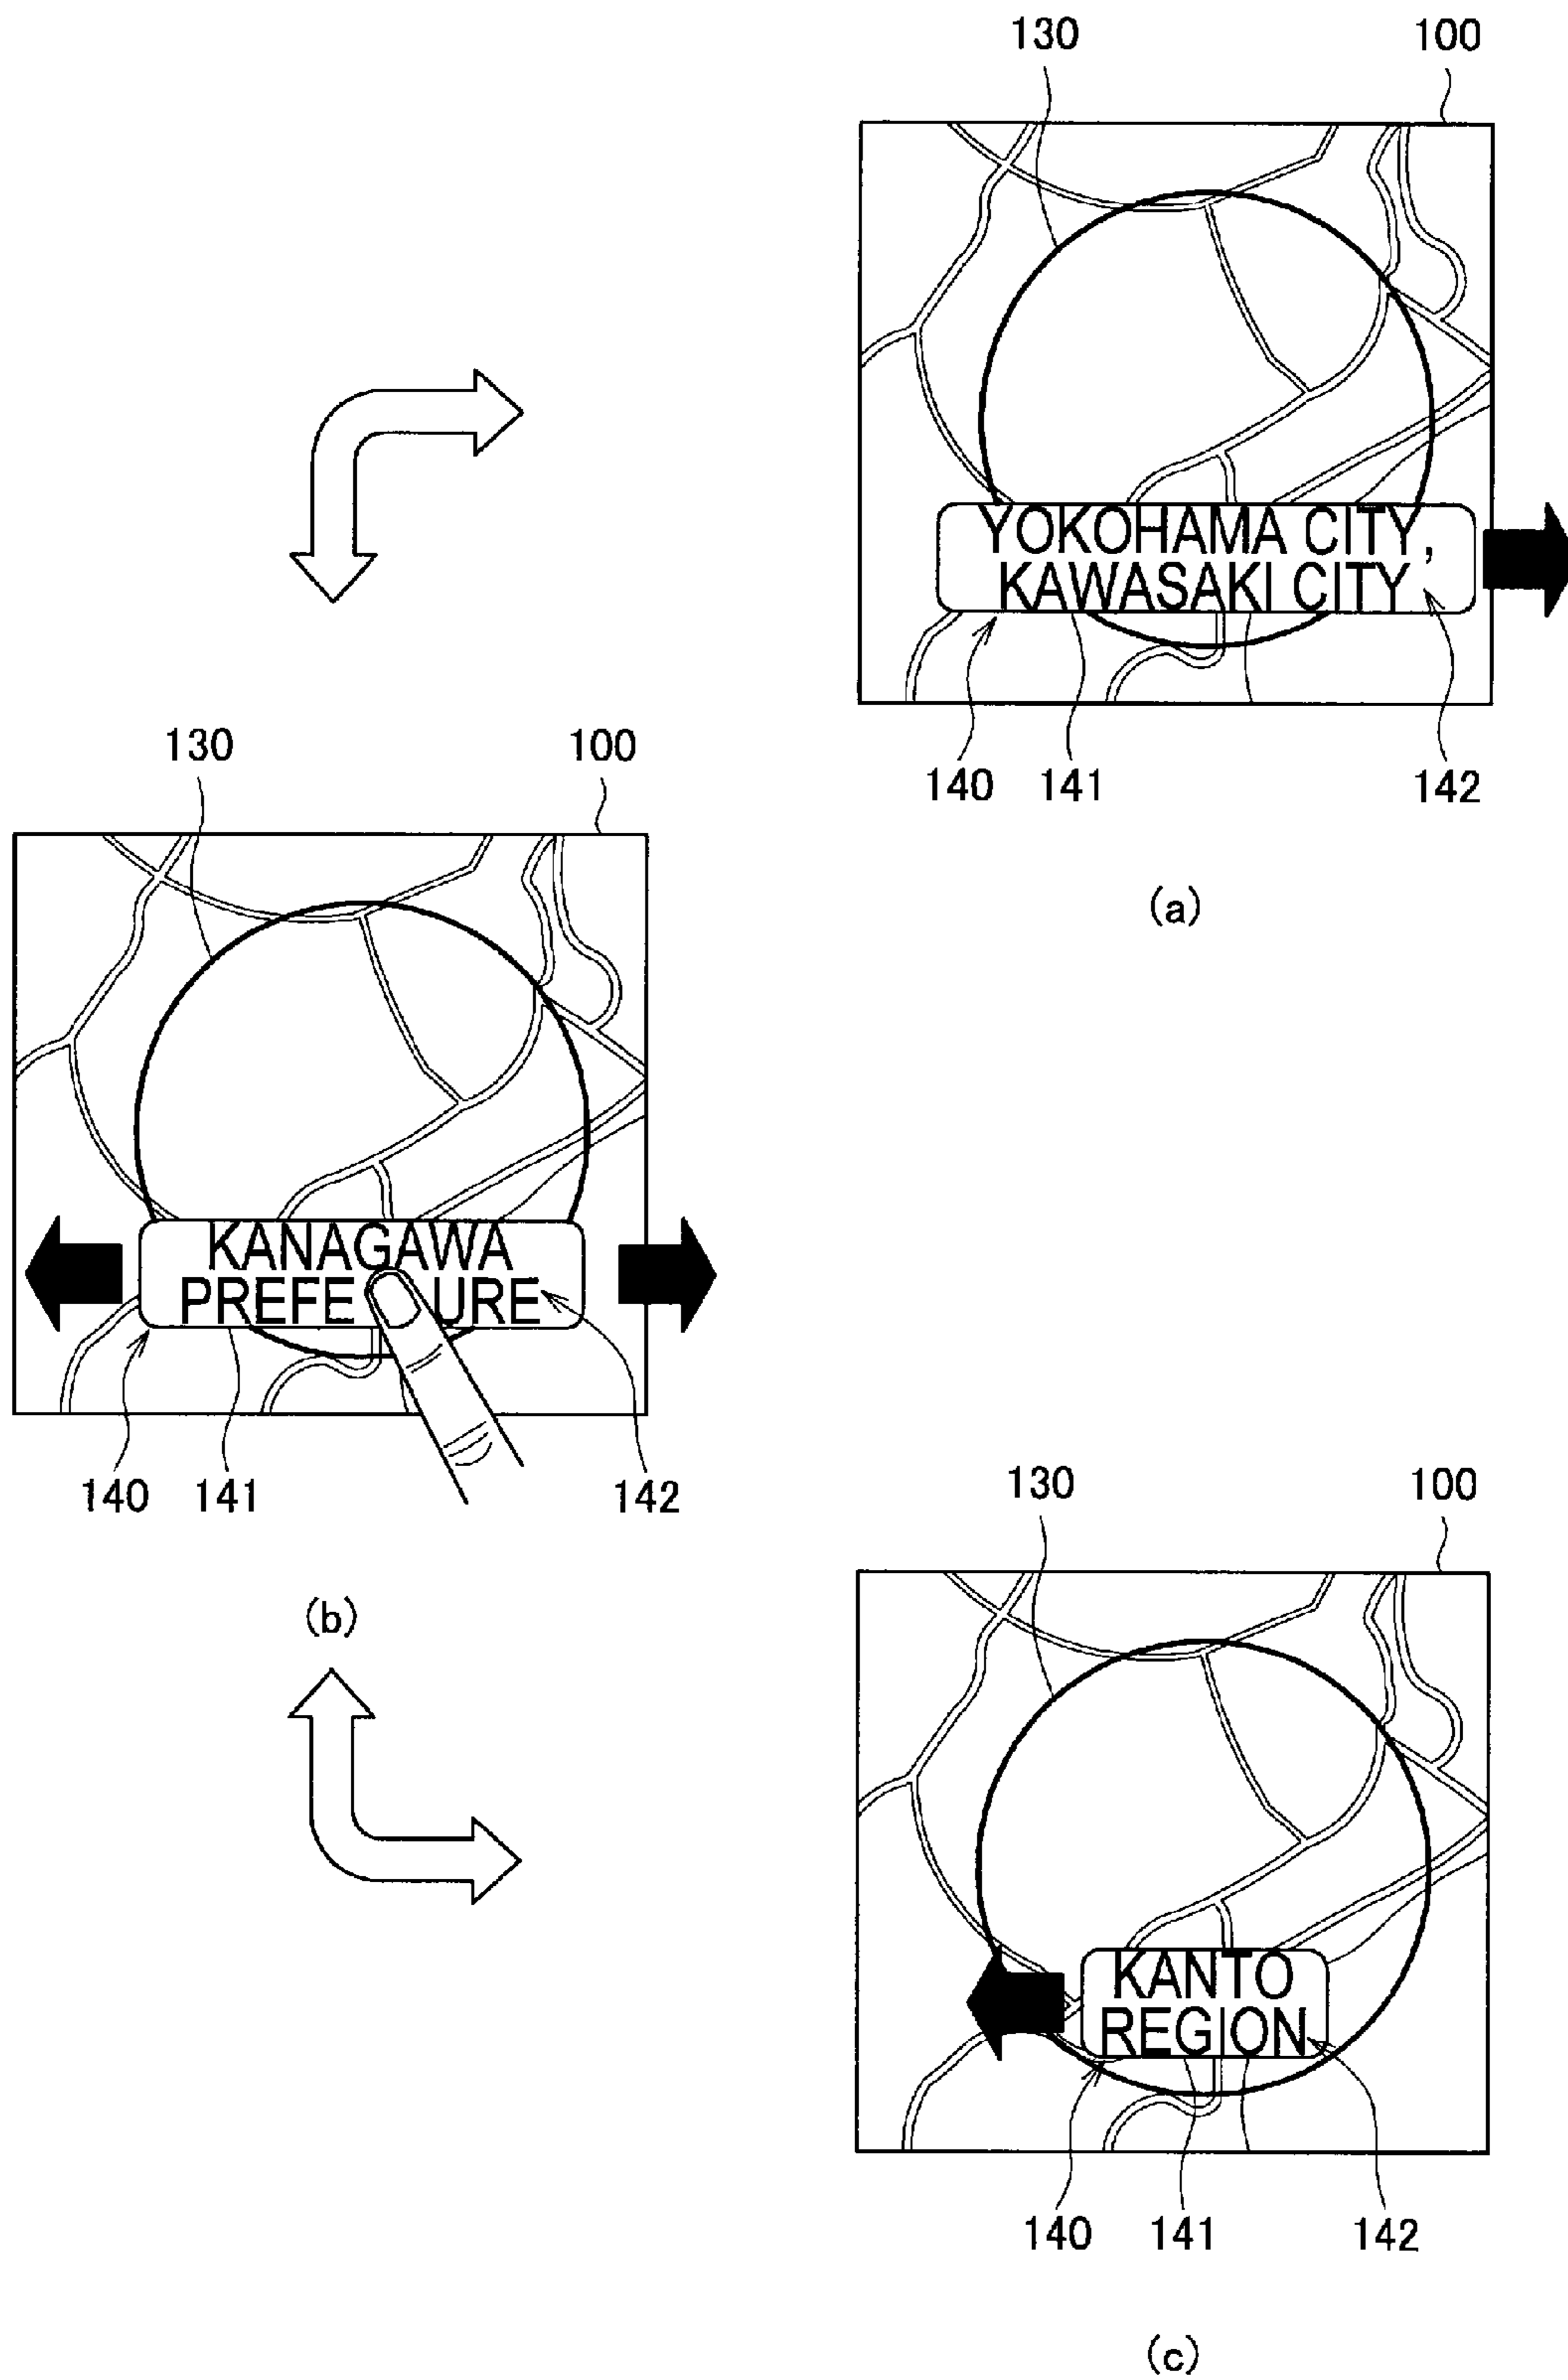 130
100
YOKOHAMA CITY,
KAWASAKI CITY
140
141
142
(a)
130
100
KANAGAWA
PREFE URE
140
141
142
(b)
130
100
KANTO
REGION
140
141
142
(c)